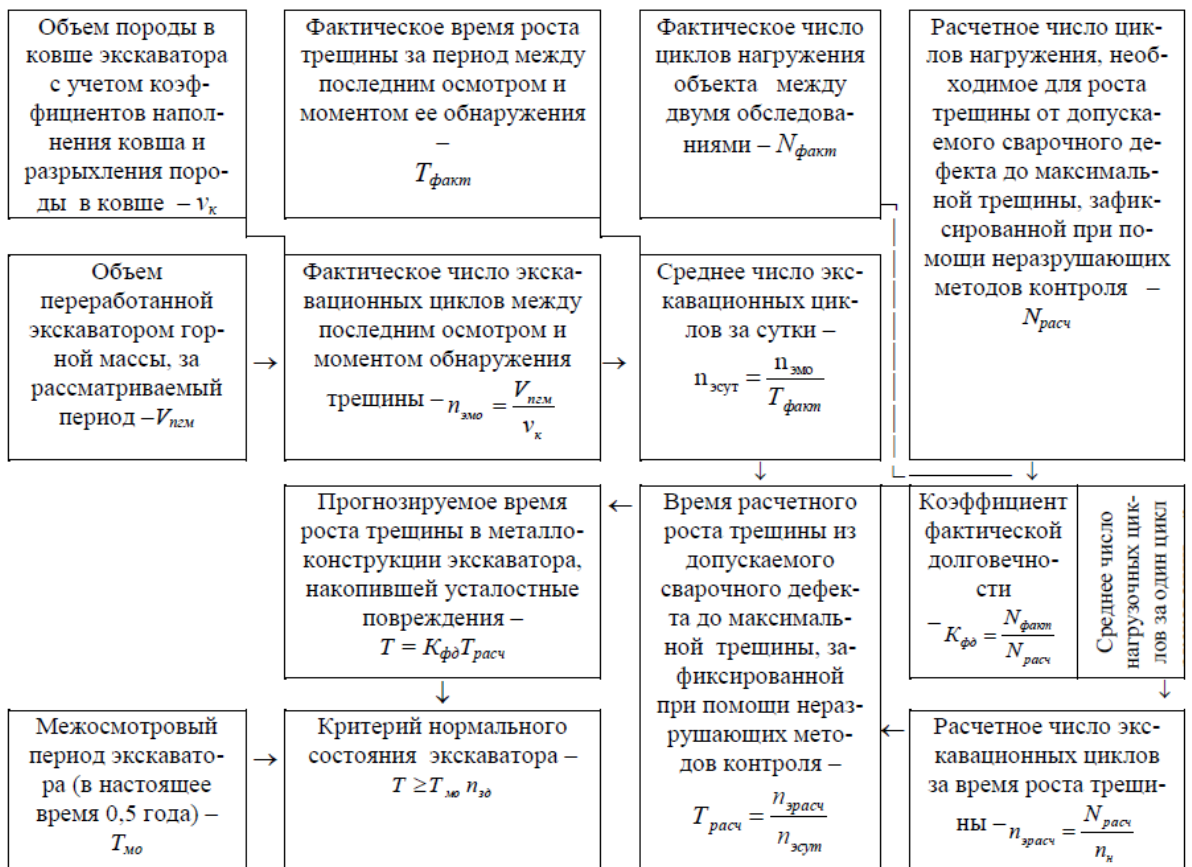 Объем породы в
ковше экскаватора
с учетом коэф-
фициентов напол-
нения ковша и
разрыхления поро-
ды в ковше – vк
Фактическое время роста
трещины за период между
последним осмотром и
моментом ее обнаружения
–
Tфакт
Фактическое число
циклов нагружения
объекта между
двумя обследова-
ниями – Nфакт
Расчетное число цик-
лов нагружения, необ-
ходимое для роста
трещины от допуска-
емого сварочного де-
фекта до максималь-
ной трещины, зафик-
сированной при по-
мощи неразрушающих
методов контроля –
Nрасч
Объем
переработанной
экскаватором гор-
ной массы, за
рассматриваемый
период –Vпгм
→
Фактическое число экска-
вационных циклов между
последним осмотром и
моментом обнаружения
трещины – nэмо = Vпгм / vк
→
Среднее число экс-
кавационных цик-
лов за сутки –
nэсут = nэмо / Tфакт
↓
↓
Прогнозируемое время
роста трещины в металло-
конструкции экскаватора,
накопившей усталостные
повреждения –
T = Kфд Tрасч
←
Время расчетного
роста трещины из
допускаемого
сварочного дефек-
та до максималь-
ной трещины, за-
фиксированной
при помощи нераз-
рушающих мето-
дов контроля –
Tрасч = nэрасч / nэсут
Коэффициент
фактической
долговечно-
сти
– Kфд = Nфакт / Nрасч
Среднее число
нагрузочных цик-
лов за один цикл
↓
↓
Межосмотровый
период экскавато-
ра (в настоящее
время 0,5 года) –
Tмо
→
Критерий нормального
состояния экскаватора –
T ≥ Tмо nзд
←
Расчетное число экс-
кавационных циклов
за время роста трещи-
ны – nэрасч = Nрасч / nн